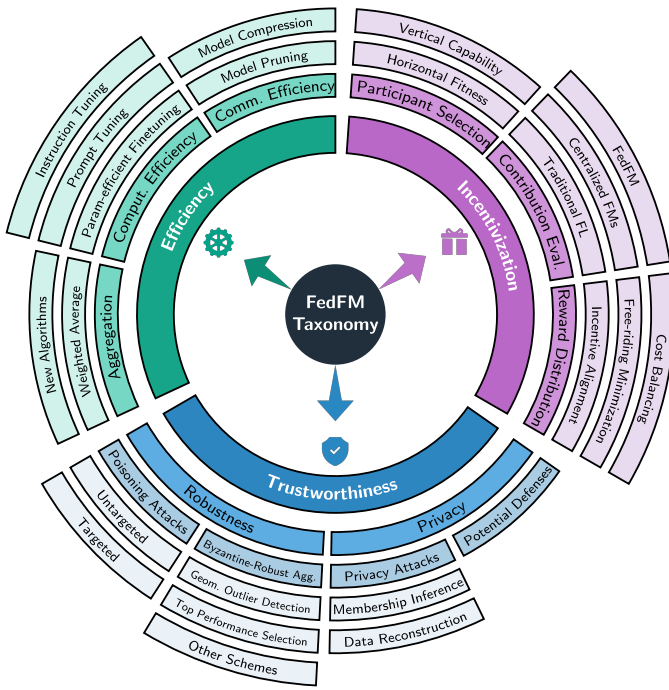 FedFM
Taxonomy
Efficiency
Model Compression
Model Pruning
Comm. Efficiency
Instruction Tuning
Prompt Tuning
Param-efficient Finetuning
Comput. Efficiency
New Algorithms
Weighted Average
Aggregation
Incentivization
Vertical Capability
Horizontal Fitness
Participant Selection
FedFM
Centralized FMs
Traditional FL
Contribution Eval.
Reward Distribution
Incentive Alignment
Free-riding Minimization
Cost Balancing
Trustworthiness
Robustness
Poisoning Attacks
Untargeted
Targeted
Byzantine-Robust Agg.
Geom. Outlier Detection
Top Performance Selection
Other Schemes
Privacy
Privacy Attacks
Membership Inference
Data Reconstruction
Potential Defenses